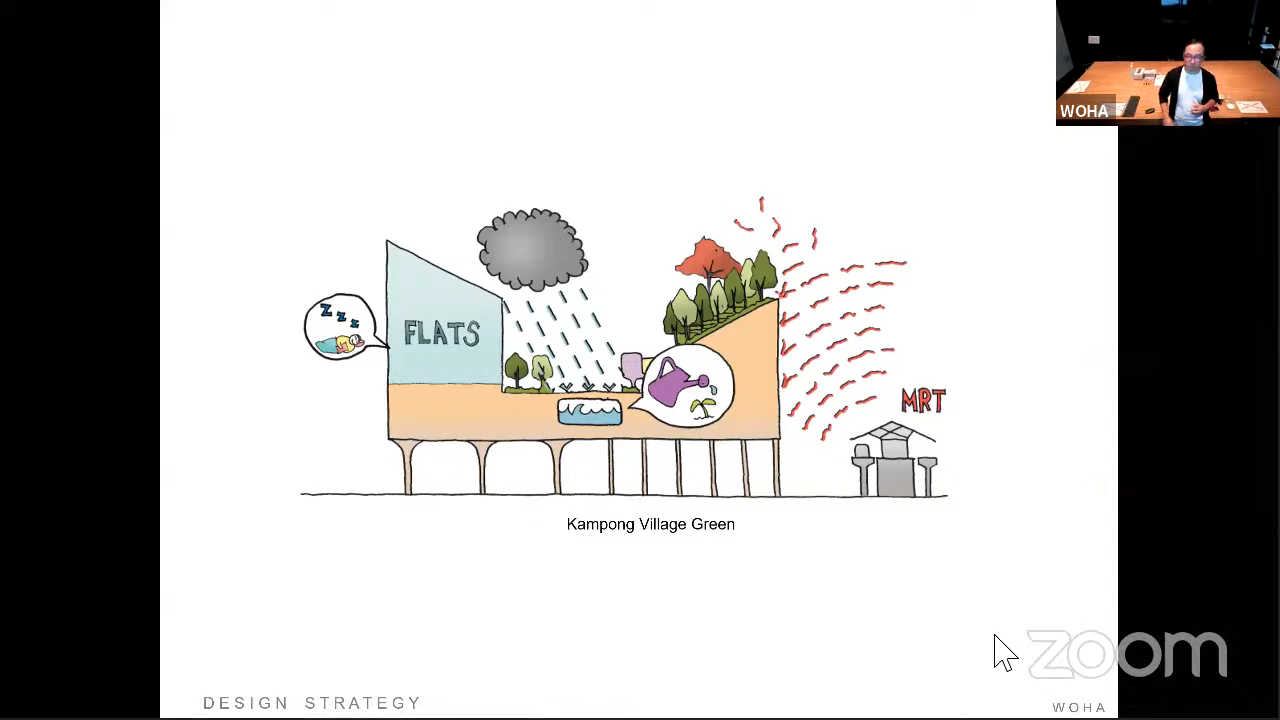 WOHA
Z Z Z
FLATS
MRT
Kampong Village Green
zoom
DESIGN STRATEGY
WOHA